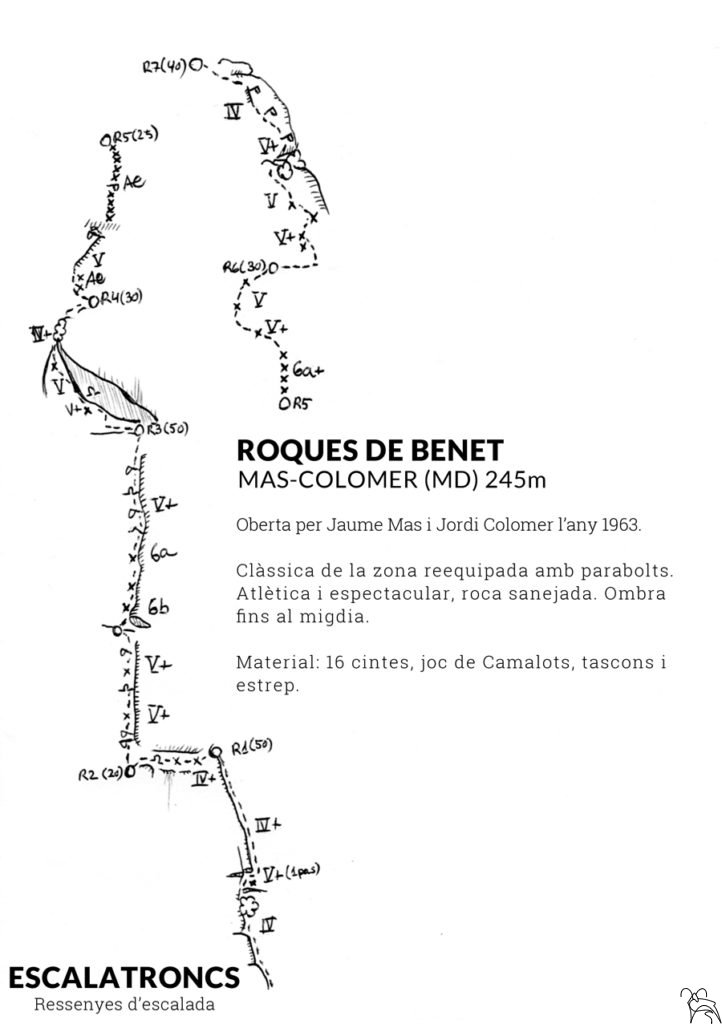 R7(40)
IV
V+
R5(25)
Ae
V
V
V+
Ae
R6(30)
R4(30)
V
IV+
V+
6a+
V
V+
R5
R3(50)
ROQUES DE BENET
MAS-COLOMER (MD) 245m
V+
Oberta per Jaume Mas i Jordi Colomer l’any 1963.
6a
Clàssica de la zona reequipada amb parabolts.
Atlètica i espectacular, roca sanejada. Ombra
fins al migdia.
6b
V+
Material: 16 cintes, joc de Camalots, tascons i
estrep.
V+
R1(50)
R2(20)
IV+
IV+
V+(1pas)
IV
ESCALATRONCS
Ressenyes d’escalada